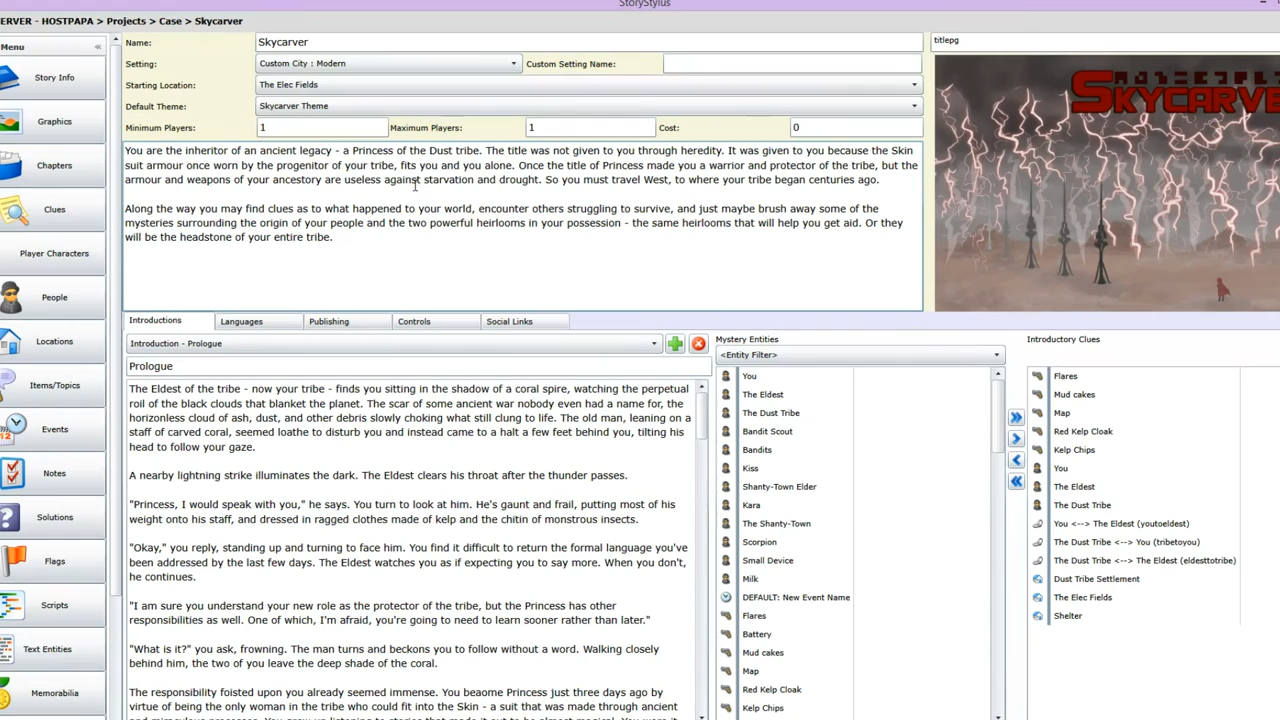 StoryStylus
ERVER - HOSTPAPA > Projects > Case > Skycarver
Menu
Story Info
Graphics
Chapters
Clues
Player Characters
People
Locations
Items/Topics
Events
Notes
Solutions
Flags
Scripts
Text Entities
Memorabilia
Name:
Skycarver
Setting:
Custom City : Modern
Custom Setting Name:
Starting Location:
The Elec Fields
Default Theme:
Skycarver Theme
Minimum Players:
1
Maximum Players:
1
Cost:
0
You are the inheritor of an ancient legacy - a Princess of the Dust tribe. The title was not given to you through heredity. It was given to you because the Skin
suit armour once worn by the progenitor of your tribe, fits you and you alone. Once the title of Princess made you a warrior and protector of the tribe, but the
armour and weapons of your ancestory are useless against starvation and drought. So you must travel West, to where your tribe began centuries ago.
Along the way you may find clues as to what happened to your world, encounter others struggling to survive, and just maybe brush away some of the
mysteries surrounding the origin of your people and the two powerful heirlooms in your possession - the same heirlooms that will help you get aid. Or they
will be the headstone of your entire tribe.
titlepg
SKYCARVE
Introductions
Languages
Publishing
Controls
Social Links
Introduction - Prologue
Prologue
The Eldest of the tribe - now your tribe - finds you sitting in the shadow of a coral spire, watching the perpetual
roil of the black clouds that blanket the planet. The scar of some ancient war nobody even had a name for, the
horizonless cloud of ash, dust, and other debris slowly choking what still clung to life. The old man, leaning on a
staff of carved coral, seemed loathe to disturb you and instead came to a halt a few feet behind you, tilting his
head to follow your gaze.
A nearby lightning strike illuminates the dark. The Eldest clears his throat after the thunder passes.
"Princess, I would speak with you," he says. You turn to look at him. He's gaunt and frail, putting most of his
weight onto his staff, and dressed in ragged clothes made of kelp and the chitin of monstrous insects.
"Okay," you reply, standing up and turning to face him. You find it difficult to return the formal language you've
been addressed by the last few days. The Eldest watches you as if expecting you to say more. When you don't,
he continues.
"I am sure you understand your new role as the protector of the tribe, but the Princess has other
responsibilities as well. One of which, I'm afraid, you're going to need to learn sooner rather than later."
"What is it?" you ask, frowning. The man turns and beckons you to follow without a word. Walking closely
behind him, the two of you leave the deep shade of the coral.
The responsibility foisted upon you already seemed immense. You beaome Princess just three days ago by
virtue of being the only woman in the tribe who could fit into the Skin - a suit that was made through ancient
Mystery Entities
<Entity Filter>
You
The Eldest
The Dust Tribe
Bandit Scout
Bandits
Kiss
Shanty-Town Elder
Kara
The Shanty-Town
Scorpion
Small Device
Milk
DEFAULT: New Event Name
Flares
Battery
Mud cakes
Map
Red Kelp Cloak
Kelp Chips
Introductory Clues
Flares
Mud cakes
Map
Red Kelp Cloak
Kelp Chips
You
The Eldest
The Dust Tribe
You <--> The Eldest (youtoeldest)
The Dust Tribe <--> You (tribetoyou)
The Dust Tribe <--> The Eldest (eldesttotribe)
Dust Tribe Settlement
The Elec Fields
Shelter